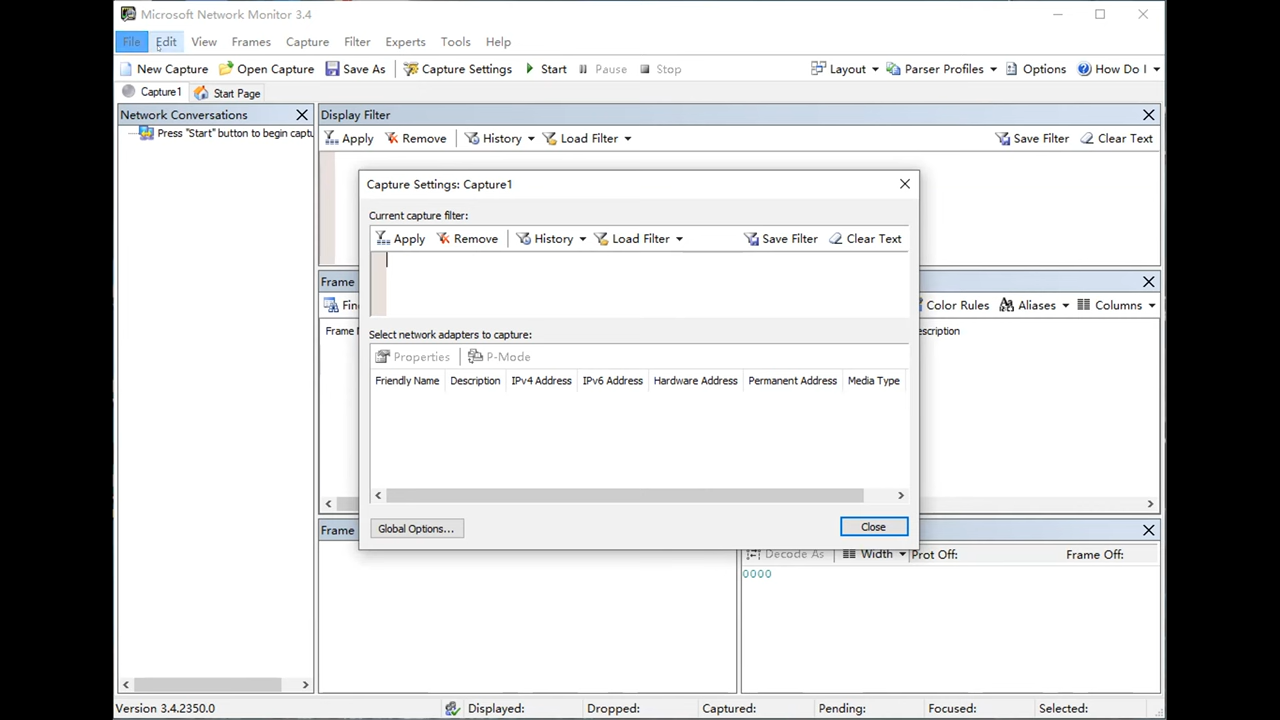 Microsoft Network Monitor 3.4
File Edit View Frames Capture Filter Experts Tools Help
New Capture Open Capture Save As Capture Settings Start Pause Stop Layout Parser Profiles Options How Do I
Capture1 Start Page
Network Conversations
Press "Start" button to begin captu
Display Filter
Apply Remove History Load Filter Save Filter Clear Text
Capture Settings: Capture1
Current capture filter:
Apply Remove History Load Filter Save Filter Clear Text
Select network adapters to capture:
Properties P-Mode
Friendly Name Description IPv4 Address IPv6 Address Hardware Address Permanent Address Media Type
Global Options... Close
Frame
Fin Color Rules Aliases Columns
Frame escription
Frame
Decode As Width Prot Off: Frame Off:
0000
Version 3.4.2350.0 Displayed: Dropped: Captured: Pending: Focused: Selected: